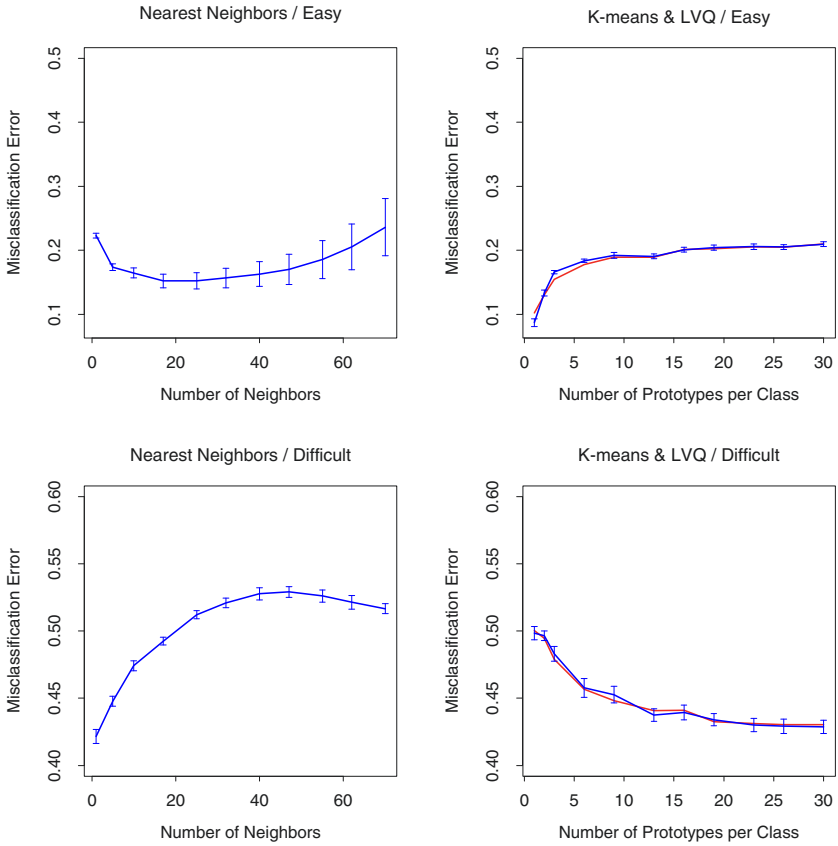 Nearest Neighbors / Easy
Misclassification Error
0.1 0.2 0.3 0.4 0.5
0 20 40 60
Number of Neighbors
K-means & LVQ / Easy
Misclassification Error
0.1 0.2 0.3 0.4 0.5
0 5 10 15 20 25 30
Number of Prototypes per Class
Nearest Neighbors / Difficult
Misclassification Error
0.40 0.45 0.50 0.55 0.60
0 20 40 60
Number of Neighbors
K-means & LVQ / Difficult
Misclassification Error
0.40 0.45 0.50 0.55 0.60
0 5 10 15 20 25 30
Number of Prototypes per Class